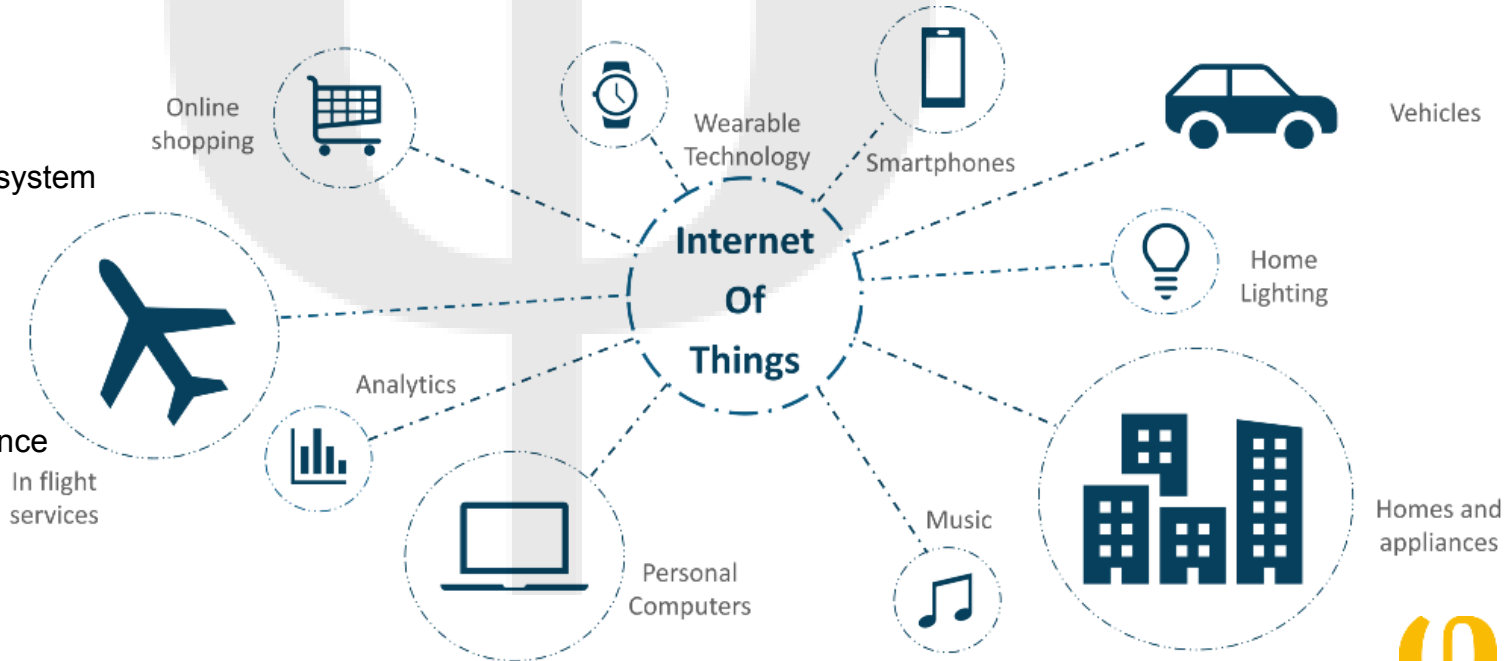 Online
shopping
Wearable
Technology
Smartphones
Vehicles
system
Internet
Of
Things
Home
Lighting
Analytics
In flight
services
Personal
Computers
Music
Homes and
appliances